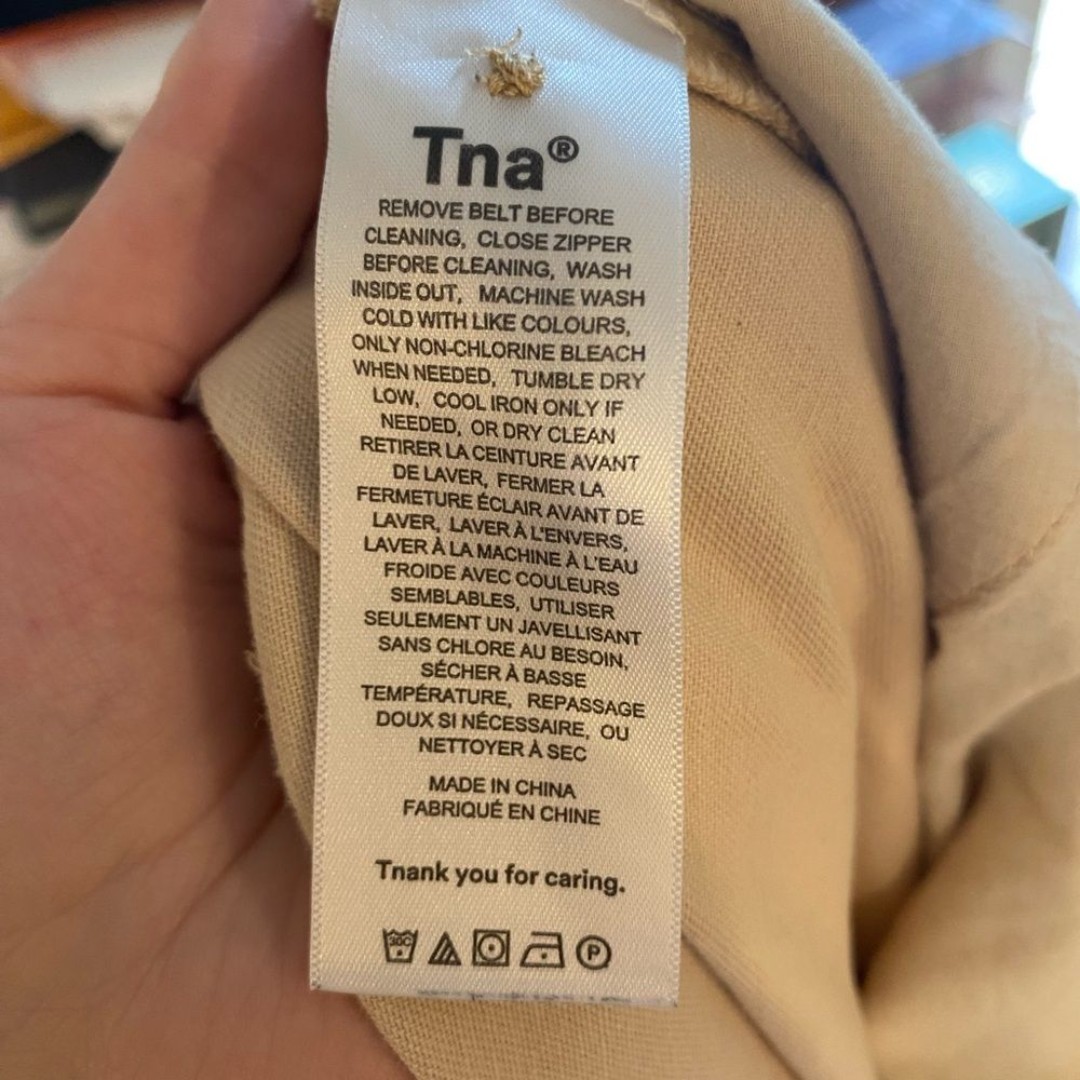 Tna®
REMOVE BELT BEFORE
CLEANING, CLOSE ZIPPER
BEFORE CLEANING, WASH
INSIDE OUT, MACHINE WASH
COLD WITH LIKE COLOURS,
ONLY NON-CHLORINE BLEACH
WHEN NEEDED, TUMBLE DRY
LOW, COOL IRON ONLY IF
NEEDED, OR DRY CLEAN
RETIRER LA CEINTURE AVANT
DE LAVER, FERMER LA
FERMETURE ÉCLAIR AVANT DE
LAVER, LAVER À L'ENVERS,
LAVER À LA MACHINE À L'EAU
FROIDE AVEC COULEURS
SEMBLABLES, UTILISER
SEULEMENT UN JAVELLISANT
SANS CHLORE AU BESOIN,
SÉCHER À BASSE
TEMPÉRATURE, REPASSAGE
DOUX SI NÉCESSAIRE, OU
NETTOYER À SEC
MADE IN CHINA
FABRIQUÉ EN CHINE
Tnank you for caring.
30C P